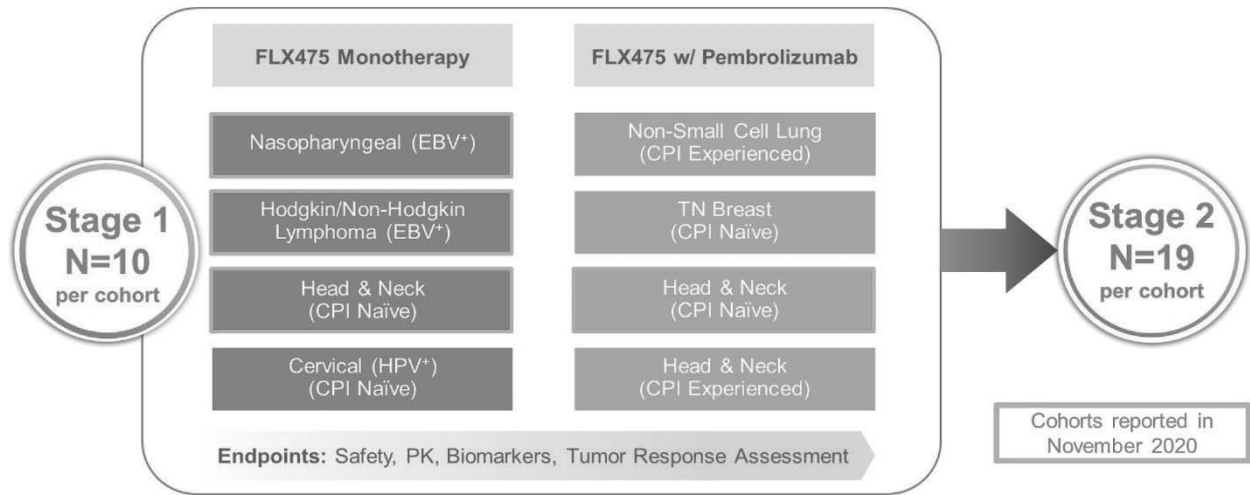 Stage 1
N=10
per cohort
FLX475 Monotherapy
Nasopharyngeal (EBV⁺)
Hodgkin/Non-Hodgkin
Lymphoma (EBV⁺)
Head & Neck
(CPI Naïve)
Cervical (HPV⁺)
(CPI Naïve)
FLX475 w/ Pembrolizumab
Non-Small Cell Lung
(CPI Experienced)
TN Breast
(CPI Naïve)
Head & Neck
(CPI Naïve)
Head & Neck
(CPI Experienced)
Endpoints: Safety, PK, Biomarkers, Tumor Response Assessment
Stage 2
N=19
per cohort
Cohorts reported in
November 2020